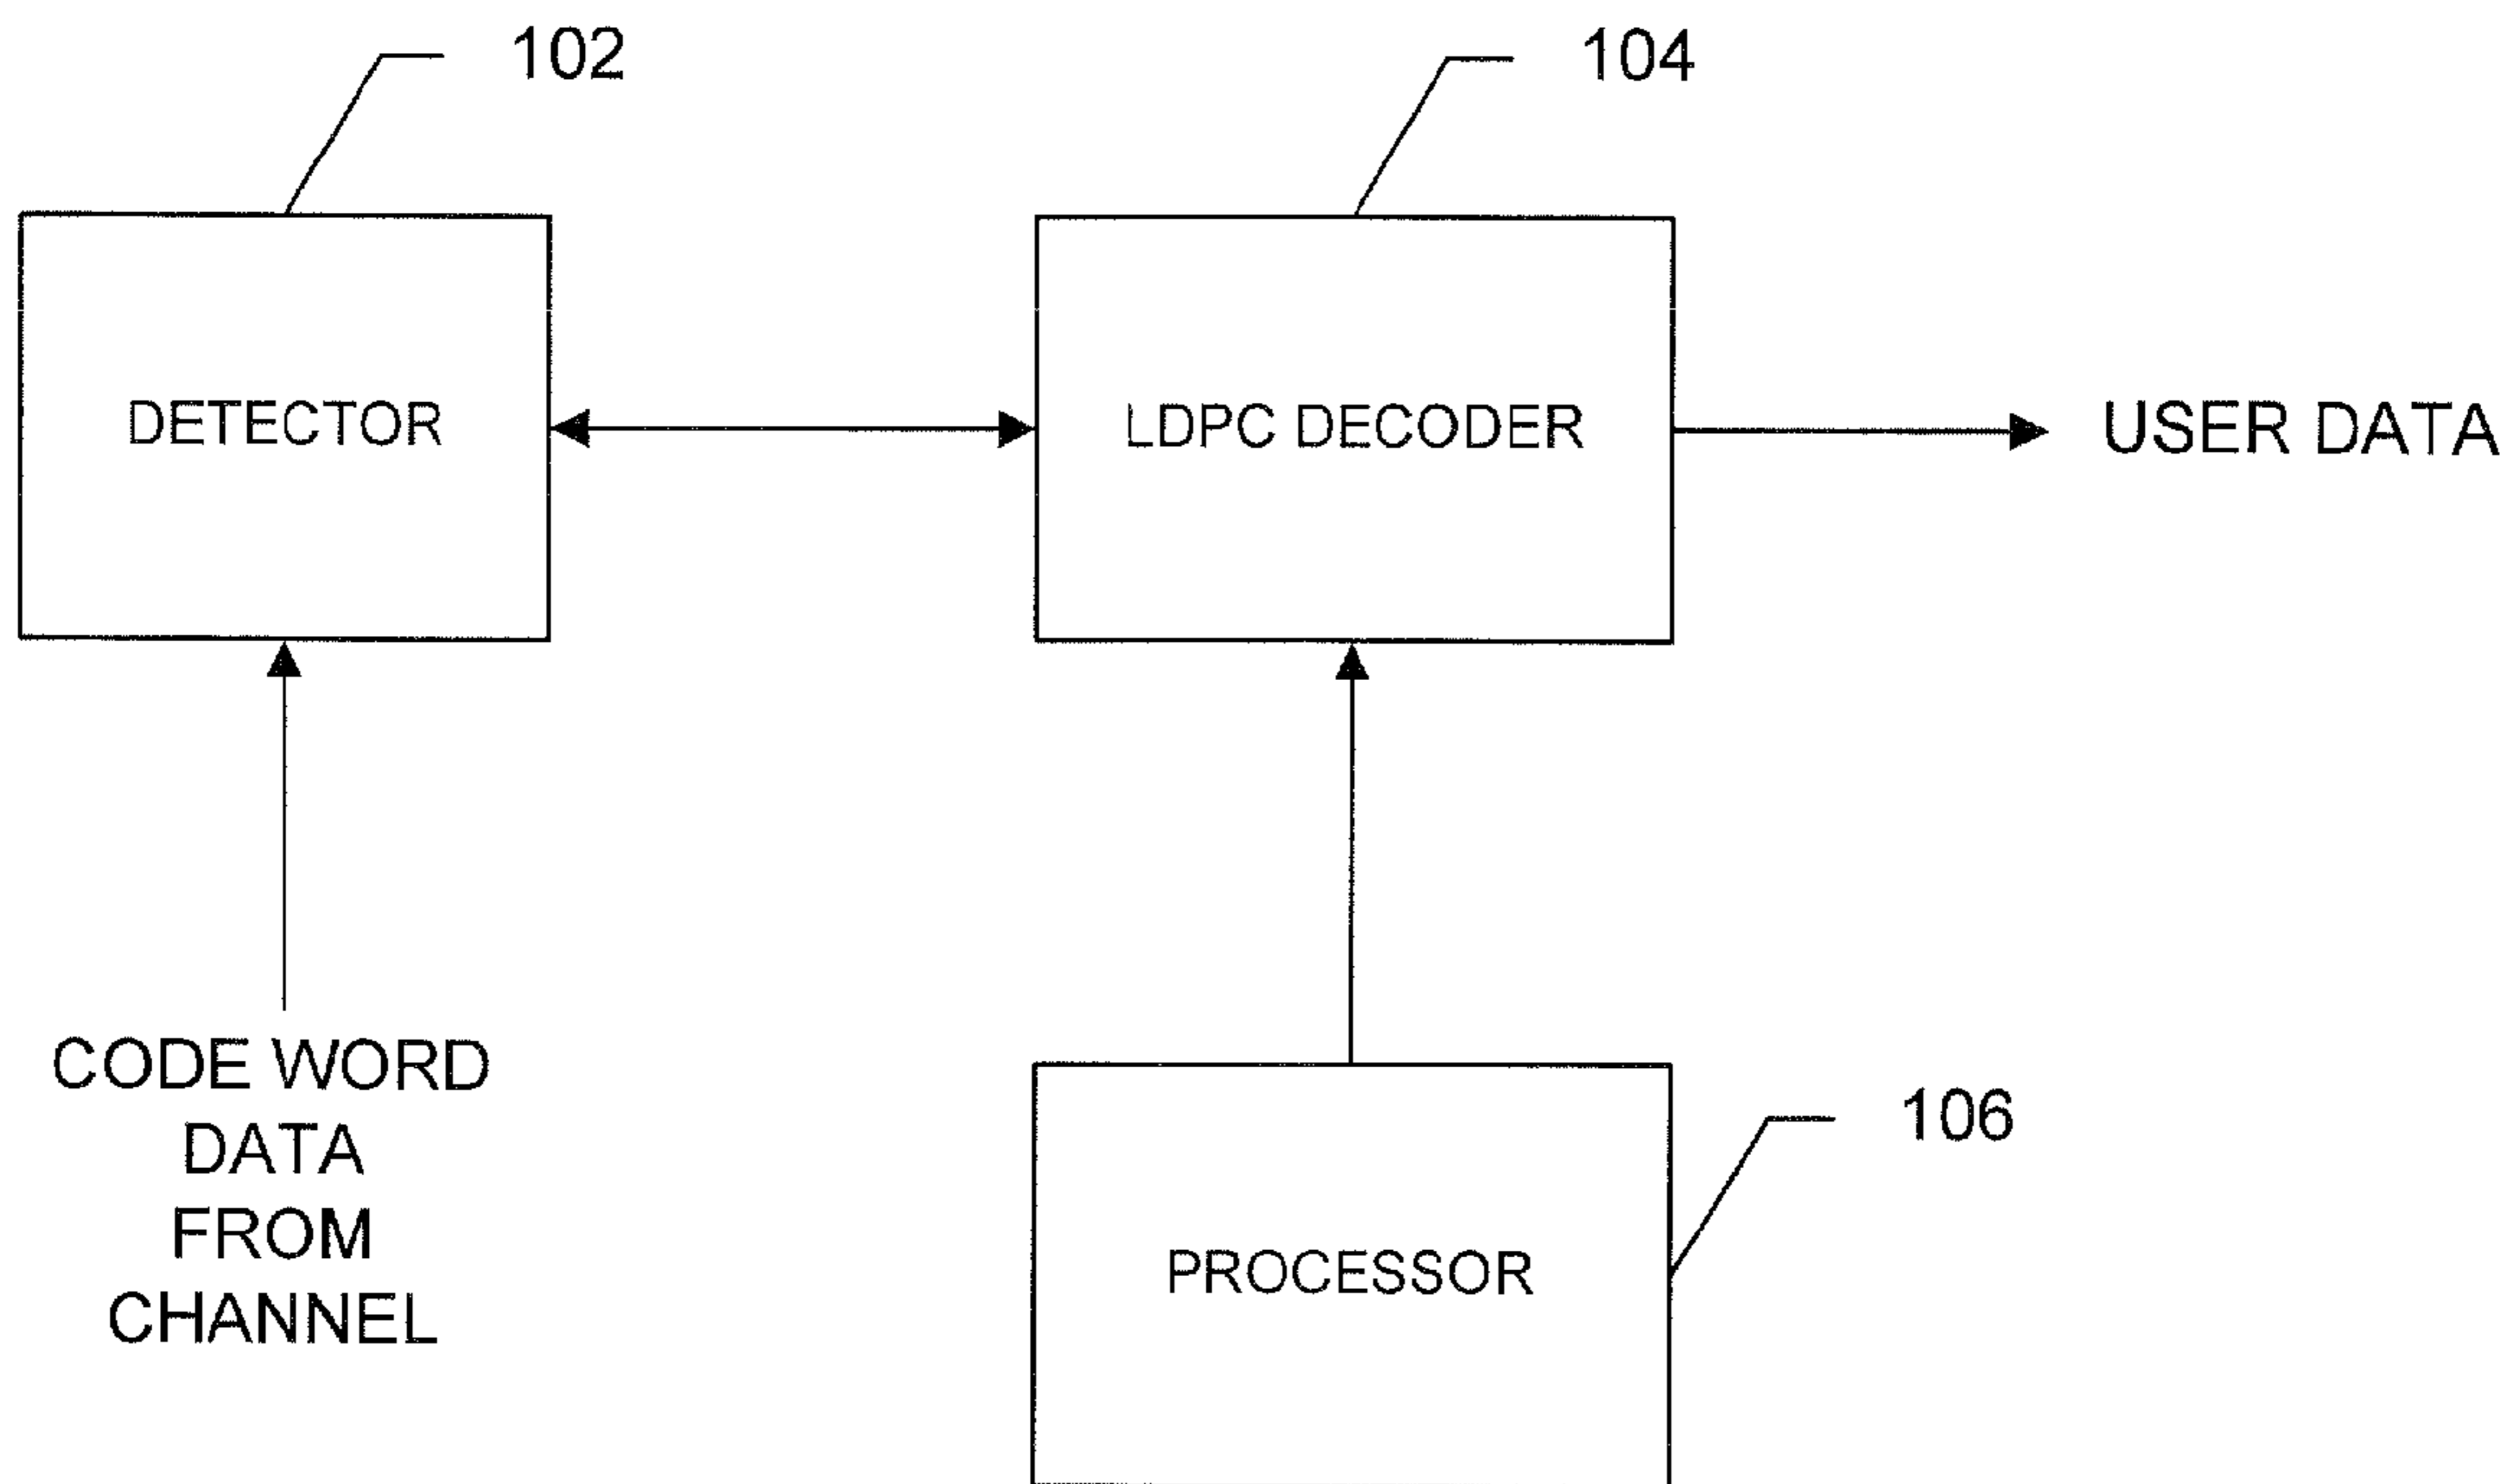 102
104
DETECTOR
LDPC DECODER
USER DATA
CODE WORD
DATA
FROM
CHANNEL
106
PROCESSOR